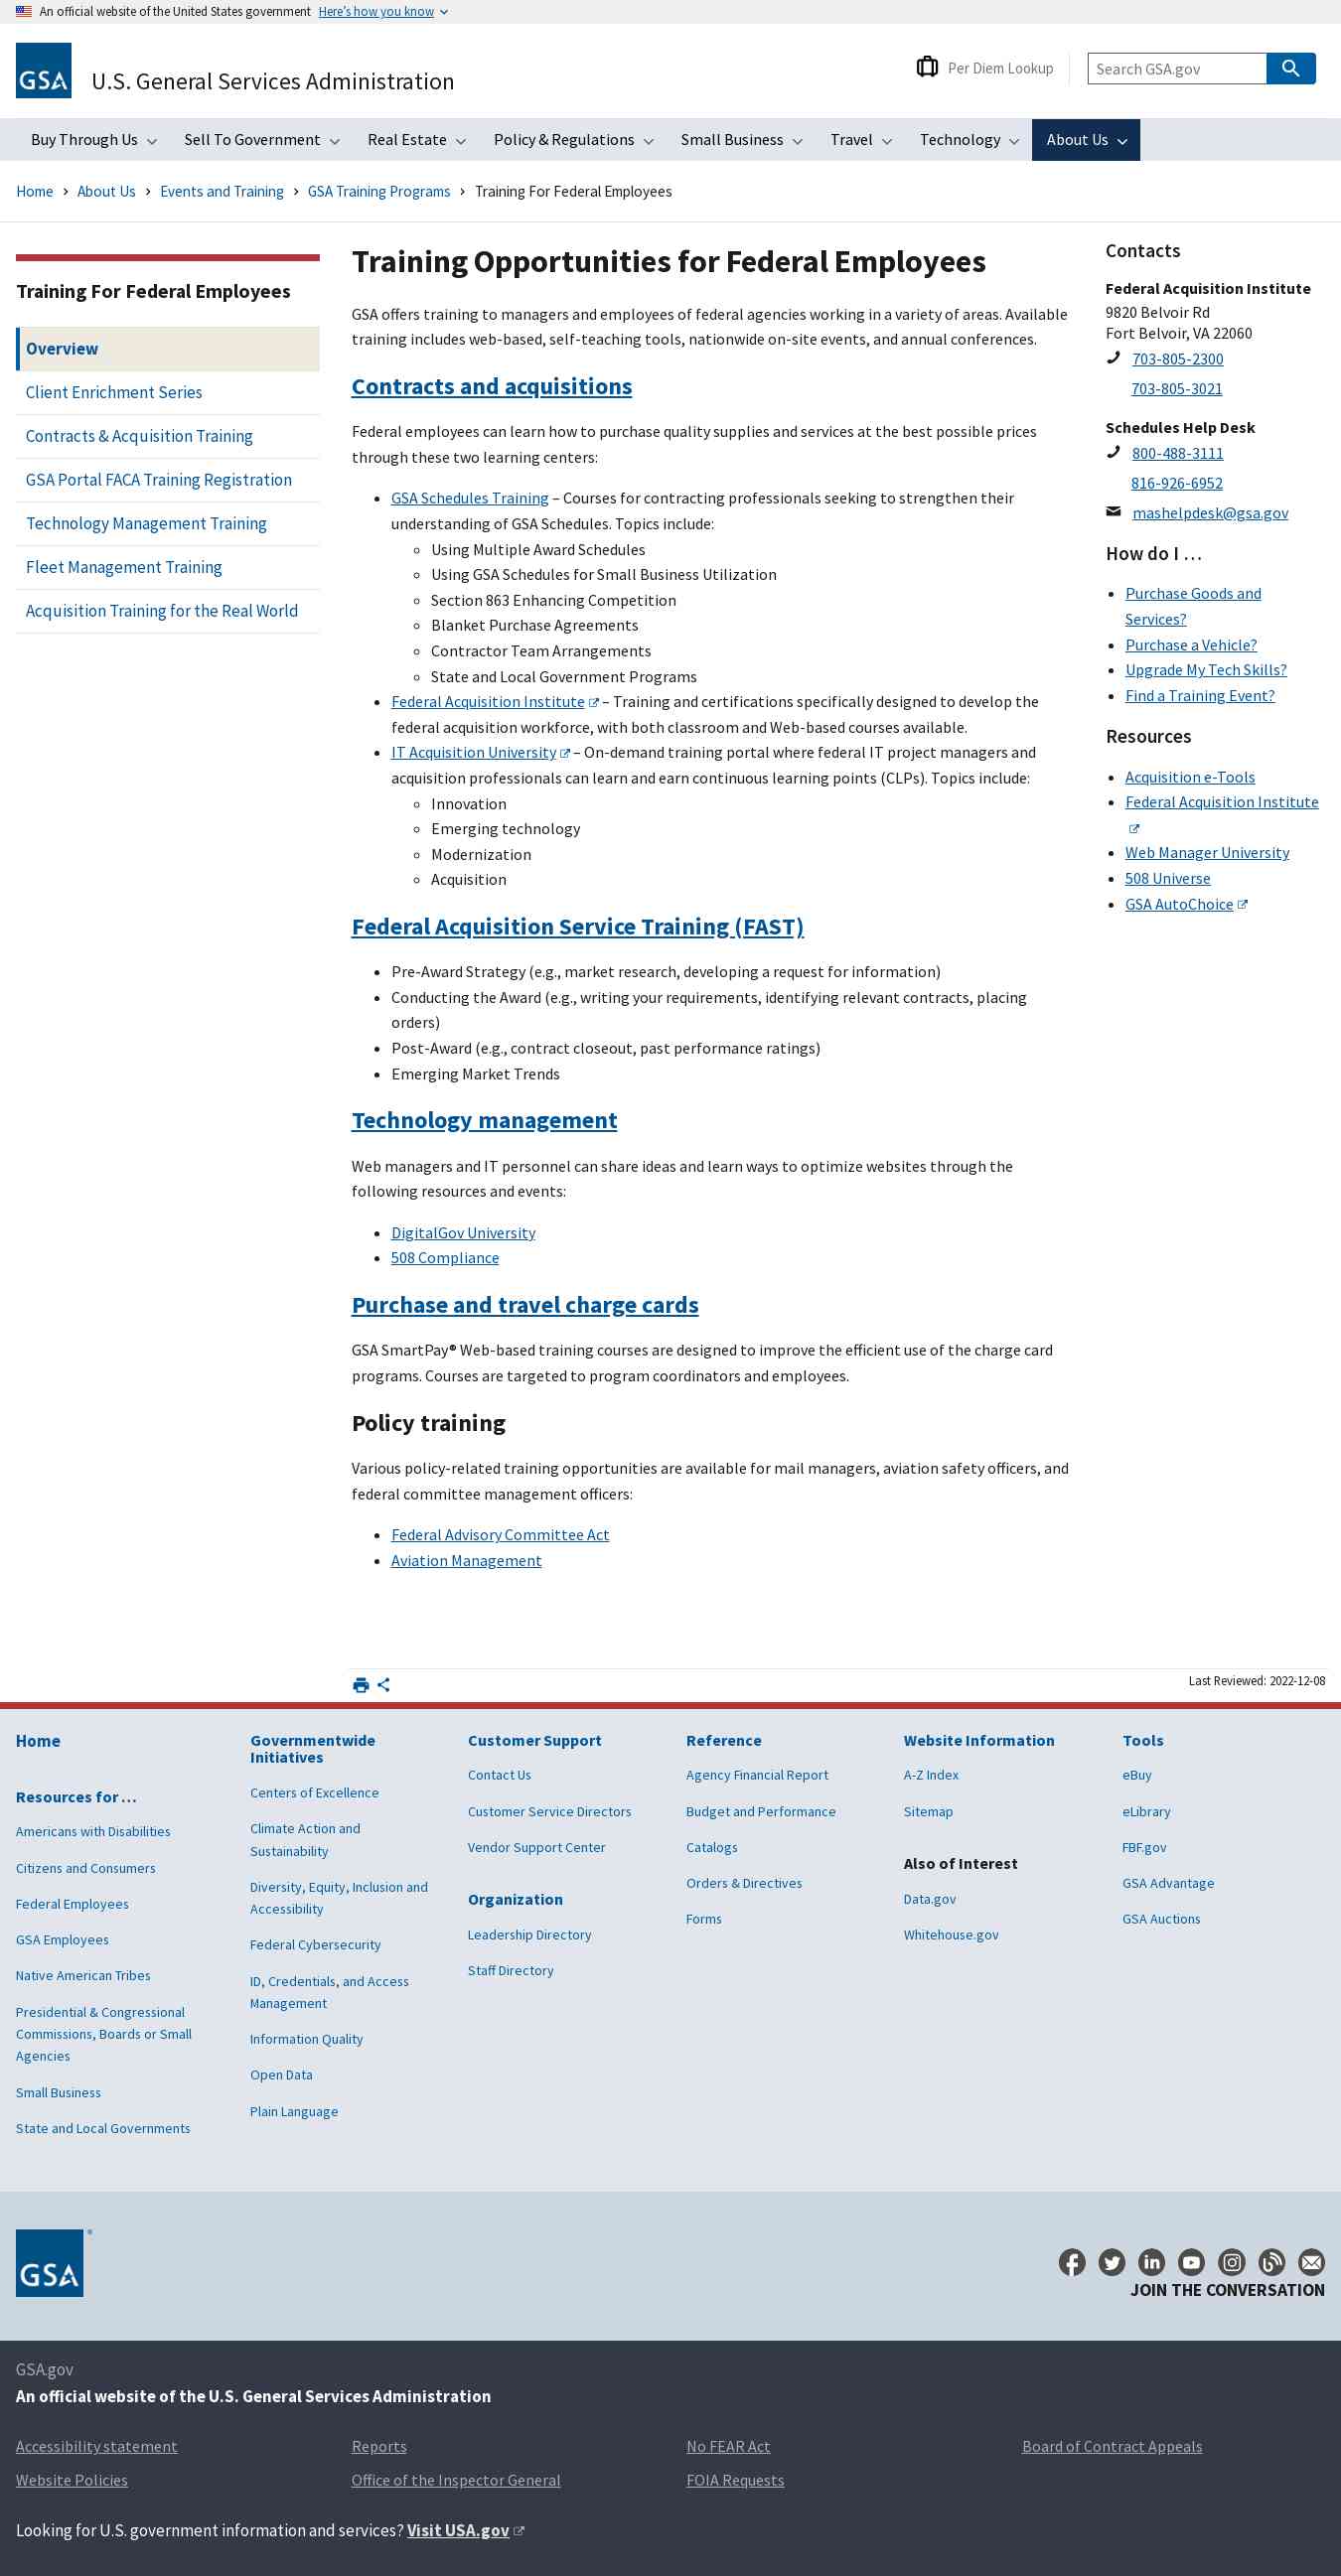 An official website of the United States government Here's how you know
GSA
U.S. General Services Administration
Per Diem Lookup
Search GSA.gov
Buy Through Us Sell To Government Real Estate Policy & Regulations Small Business Travel Technology About Us
Home › About Us › Events and Training › GSA Training Programs › Training For Federal Employees
Training For Federal Employees
Overview
Client Enrichment Series
Contracts & Acquisition Training
GSA Portal FACA Training Registration
Technology Management Training
Fleet Management Training
Acquisition Training for the Real World
Training Opportunities for Federal Employees
GSA offers training to managers and employees of federal agencies working in a variety of areas. Available
training includes web-based, self-teaching tools, nationwide on-site events, and annual conferences.
Contracts and acquisitions
Federal employees can learn how to purchase quality supplies and services at the best possible prices
through these two learning centers:
• GSA Schedules Training – Courses for contracting professionals seeking to strengthen their
understanding of GSA Schedules. Topics include:
◦ Using Multiple Award Schedules
◦ Using GSA Schedules for Small Business Utilization
◦ Section 863 Enhancing Competition
◦ Blanket Purchase Agreements
◦ Contractor Team Arrangements
◦ State and Local Government Programs
• Federal Acquisition Institute – Training and certifications specifically designed to develop the
federal acquisition workforce, with both classroom and Web-based courses available.
• IT Acquisition University – On-demand training portal where federal IT project managers and
acquisition professionals can learn and earn continuous learning points (CLPs). Topics include:
◦ Innovation
◦ Emerging technology
◦ Modernization
◦ Acquisition
Federal Acquisition Service Training (FAST)
• Pre-Award Strategy (e.g., market research, developing a request for information)
• Conducting the Award (e.g., writing your requirements, identifying relevant contracts, placing
orders)
• Post-Award (e.g., contract closeout, past performance ratings)
• Emerging Market Trends
Technology management
Web managers and IT personnel can share ideas and learn ways to optimize websites through the
following resources and events:
• DigitalGov University
• 508 Compliance
Purchase and travel charge cards
GSA SmartPay® Web-based training courses are designed to improve the efficient use of the charge card
programs. Courses are targeted to program coordinators and employees.
Policy training
Various policy-related training opportunities are available for mail managers, aviation safety officers, and
federal committee management officers:
• Federal Advisory Committee Act
• Aviation Management
Contacts
Federal Acquisition Institute
9820 Belvoir Rd
Fort Belvoir, VA 22060
703-805-2300
703-805-3021
Schedules Help Desk
800-488-3111
816-926-6952
mashelpdesk@gsa.gov
How do I …
• Purchase Goods and
Services?
• Purchase a Vehicle?
• Upgrade My Tech Skills?
• Find a Training Event?
Resources
• Acquisition e-Tools
• Federal Acquisition Institute
• Web Manager University
• 508 Universe
• GSA AutoChoice
Last Reviewed: 2022-12-08
Home
Resources for …
Americans with Disabilities
Citizens and Consumers
Federal Employees
GSA Employees
Native American Tribes
Presidential & Congressional
Commissions, Boards or Small
Agencies
Small Business
State and Local Governments
Governmentwide
Initiatives
Centers of Excellence
Climate Action and
Sustainability
Diversity, Equity, Inclusion and
Accessibility
Federal Cybersecurity
ID, Credentials, and Access
Management
Information Quality
Open Data
Plain Language
Customer Support
Contact Us
Customer Service Directors
Vendor Support Center
Organization
Leadership Directory
Staff Directory
Reference
Agency Financial Report
Budget and Performance
Catalogs
Orders & Directives
Forms
Website Information
A-Z Index
Sitemap
Also of Interest
Data.gov
Whitehouse.gov
Tools
eBuy
eLibrary
FBF.gov
GSA Advantage
GSA Auctions
GSA®
JOIN THE CONVERSATION
GSA.gov
An official website of the U.S. General Services Administration
Accessibility statement Reports No FEAR Act Board of Contract Appeals
Website Policies Office of the Inspector General FOIA Requests
Looking for U.S. government information and services? Visit USA.gov